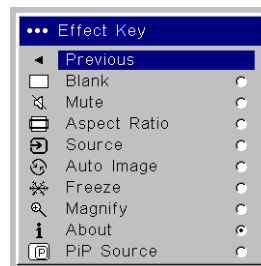 ••• Effect Key
Previous
Blank
Mute
Aspect Ratio
Source
Auto Image
Freeze
Magnify
i About
P PiP Source